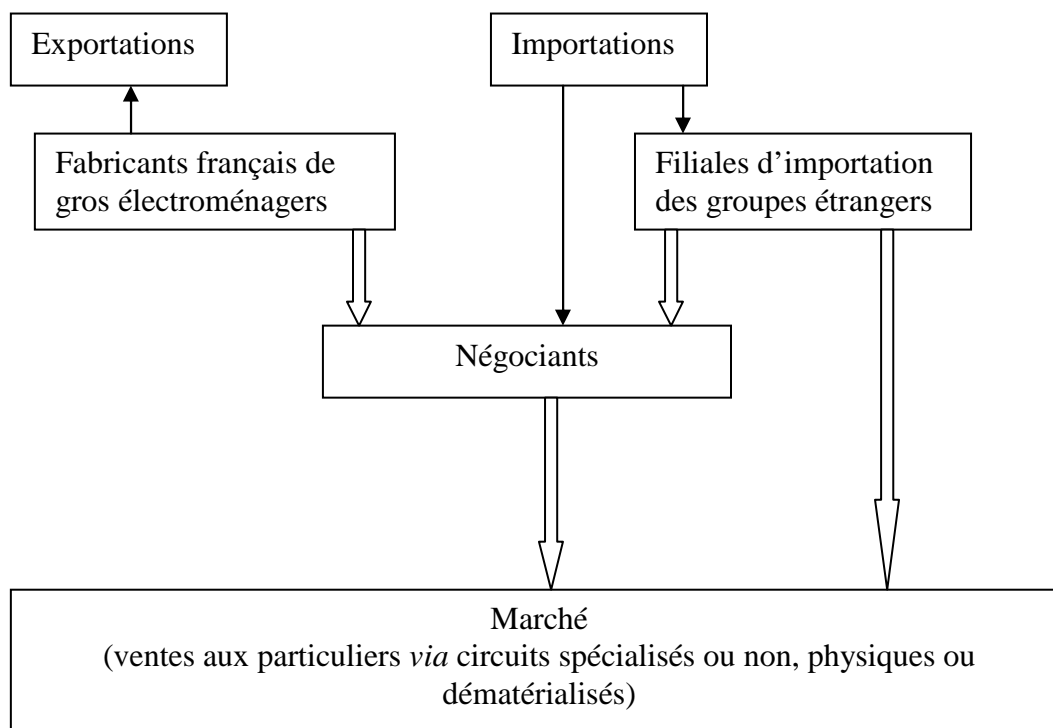 Exportations
Importations
Fabricants français de
gros électroménagers
Filiales d’importation
des groupes étrangers
Négociants
Marché
(ventes aux particuliers via circuits spécialisés ou non, physiques ou
dématérialisés)